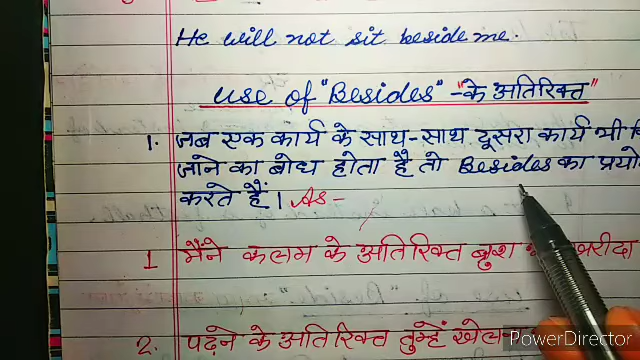 He will not sit beside me.
use of "Besides" - "के अतिरिक्त"
1. जब एक कार्य के साथ-साथ दूसरा कार्य भी
जाने का बोध होता है तो Besides का
करते हैं। As-
1 मैंने कलम के अतिरिक्त ब्रुश
2. पढ़ने के अतिरिक्त तुम्हें
PowerDirector